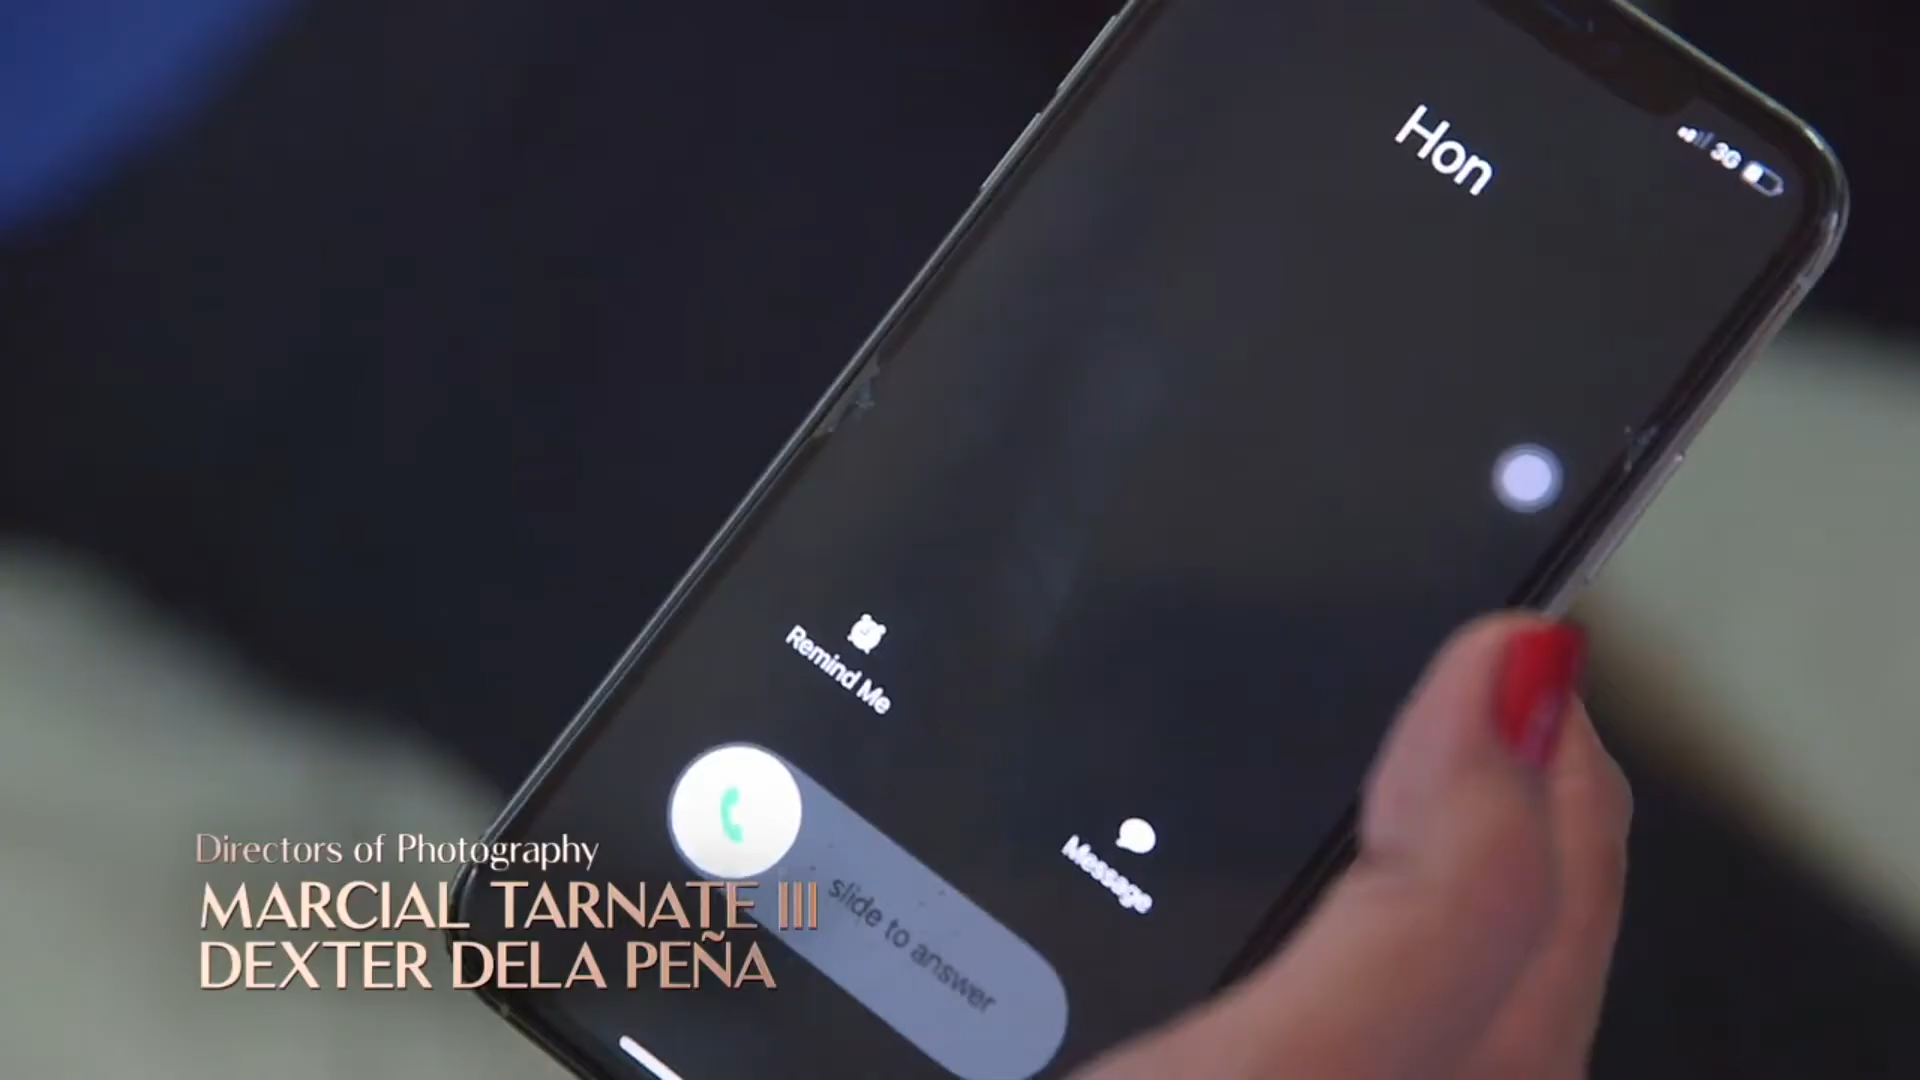 Hon
3G
Remind Me
Message
slide to answer
Directors of Photography
MARCIAL TARNATE III
DEXTER DELA PEÑA